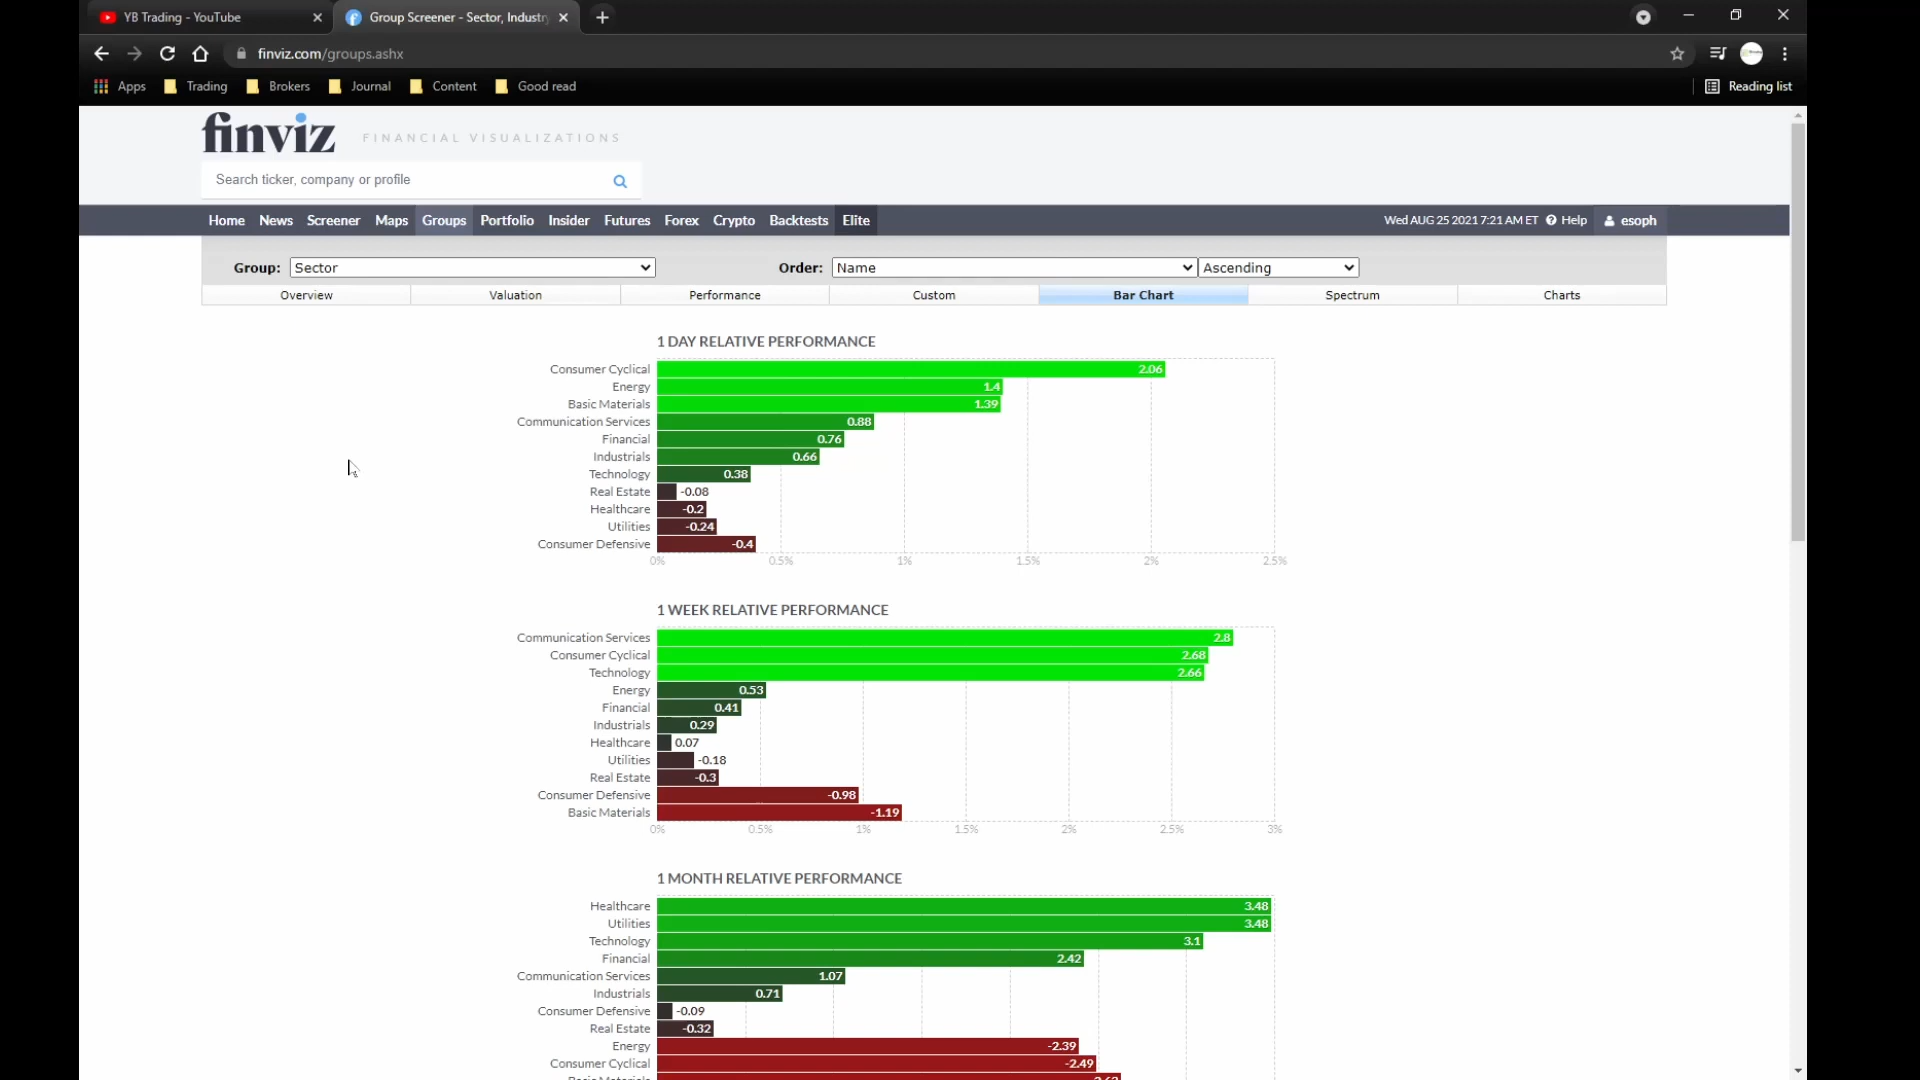 YB Trading - YouTube
Group Screener - Sector, Industry
finviz.com/groups.ashx
Apps Trading Brokers Journal Content Good read Reading list
finviz FINANCIAL VISUALIZATIONS
Search ticker, company or profile
Home News Screener Maps Groups Portfolio Insider Futures Forex Crypto Backtests Elite Wed AUG 25 2021 7:21 AM ET Help esoph
Group: Sector Order: Name Ascending
Overview Valuation Performance Custom Bar Chart Spectrum Charts
1 DAY RELATIVE PERFORMANCE
Consumer Cyclical 2.06
Energy 1.4
Basic Materials 1.39
Communication Services 0.88
Financial 0.76
Industrials 0.66
Technology 0.38
Real Estate -0.08
Healthcare -0.2
Utilities -0.24
Consumer Defensive -0.4
0% 0.5% 1% 1.5% 2% 2.5%
1 WEEK RELATIVE PERFORMANCE
Communication Services 2.8
Consumer Cyclical 2.68
Technology 2.66
Energy 0.53
Financial 0.41
Industrials 0.29
Healthcare 0.07
Utilities -0.18
Real Estate -0.3
Consumer Defensive -0.98
Basic Materials -1.19
0% 0.5% 1% 1.5% 2% 2.5% 3%
1 MONTH RELATIVE PERFORMANCE
Healthcare 3.48
Utilities 3.48
Technology 3.1
Financial 2.42
Communication Services 1.07
Industrials 0.71
Consumer Defensive -0.09
Real Estate -0.32
Energy -2.39
Consumer Cyclical -2.49
Basic Materials